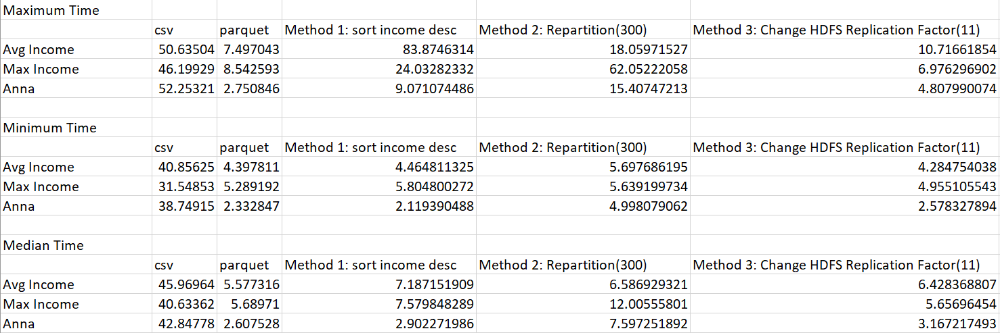 Maximum Time
csv parquet Method 1: sort income desc Method 2: Repartition(300) Method 3: Change HDFS Replication Factor(11)
Avg Income 50.63504 7.497043 83.8746314 18.05971527 10.71661854
Max Income 46.19929 8.542593 24.03282332 62.05222058 6.976296902
Anna 52.25321 2.750846 9.071074486 15.40747213 4.807990074
Minimum Time
csv parquet Method 1: sort income desc Method 2: Repartition(300) Method 3: Change HDFS Replication Factor(11)
Avg Income 40.85625 4.397811 4.464811325 5.697686195 4.284754038
Max Income 31.54853 5.289192 5.804800272 5.639199734 4.955105543
Anna 38.74915 2.332847 2.119390488 4.998079062 2.578327894
Median Time
csv parquet Method 1: sort income desc Method 2: Repartition(300) Method 3: Change HDFS Replication Factor(11)
Avg Income 45.96964 5.577316 7.187151909 6.586929321 6.428368807
Max Income 40.63362 5.68971 7.579848289 12.00555801 5.65696454
Anna 42.84778 2.607528 2.902271986 7.597251892 3.167217493